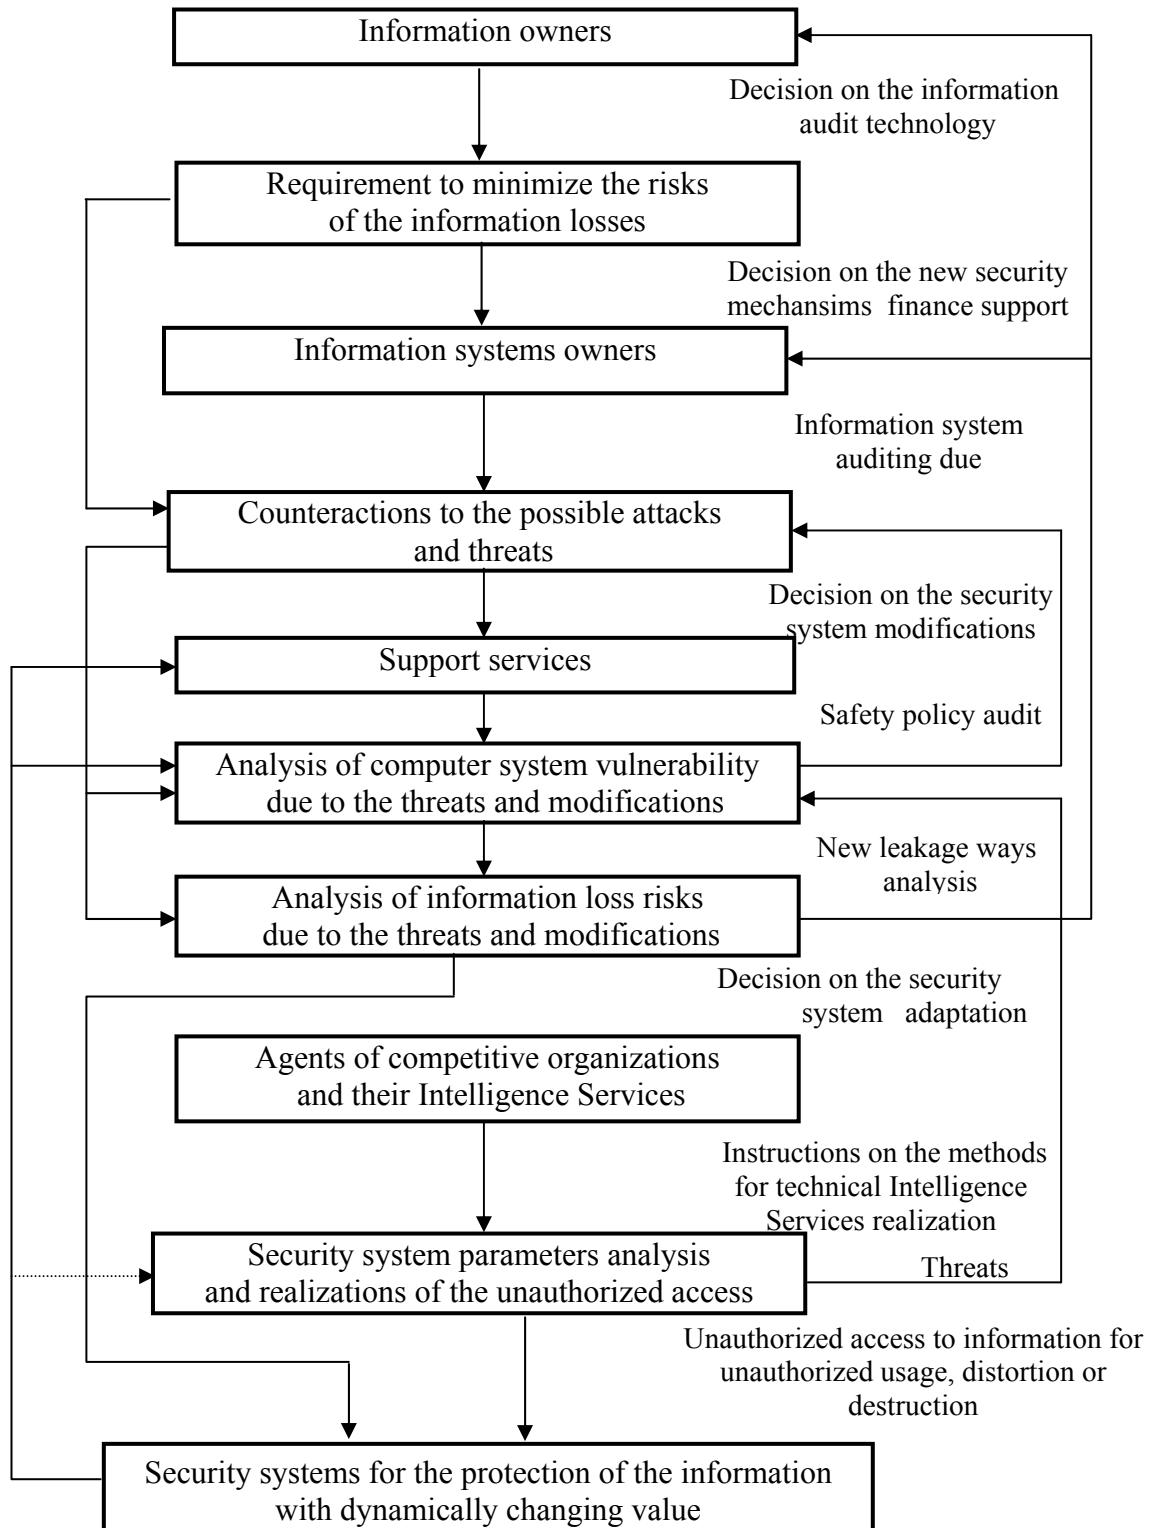 Information owners
Decision on the information
audit technology
Requirement to minimize the risks
of the information losses
Decision on the new security
mechansims finance support
Information systems owners
Information system
auditing due
Counteractions to the possible attacks
and threats
Decision on the security
system modifications
Support services
Safety policy audit
Analysis of computer system vulnerability
due to the threats and modifications
New leakage ways
analysis
Analysis of information loss risks
due to the threats and modifications
Decision on the security
system adaptation
Agents of competitive organizations
and their Intelligence Services
Instructions on the methods
for technical Intelligence
Services realization
Security system parameters analysis
and realizations of the unauthorized access
Threats
Unauthorized access to information for
unauthorized usage, distortion or
destruction
Security systems for the protection of the information
with dynamically changing value